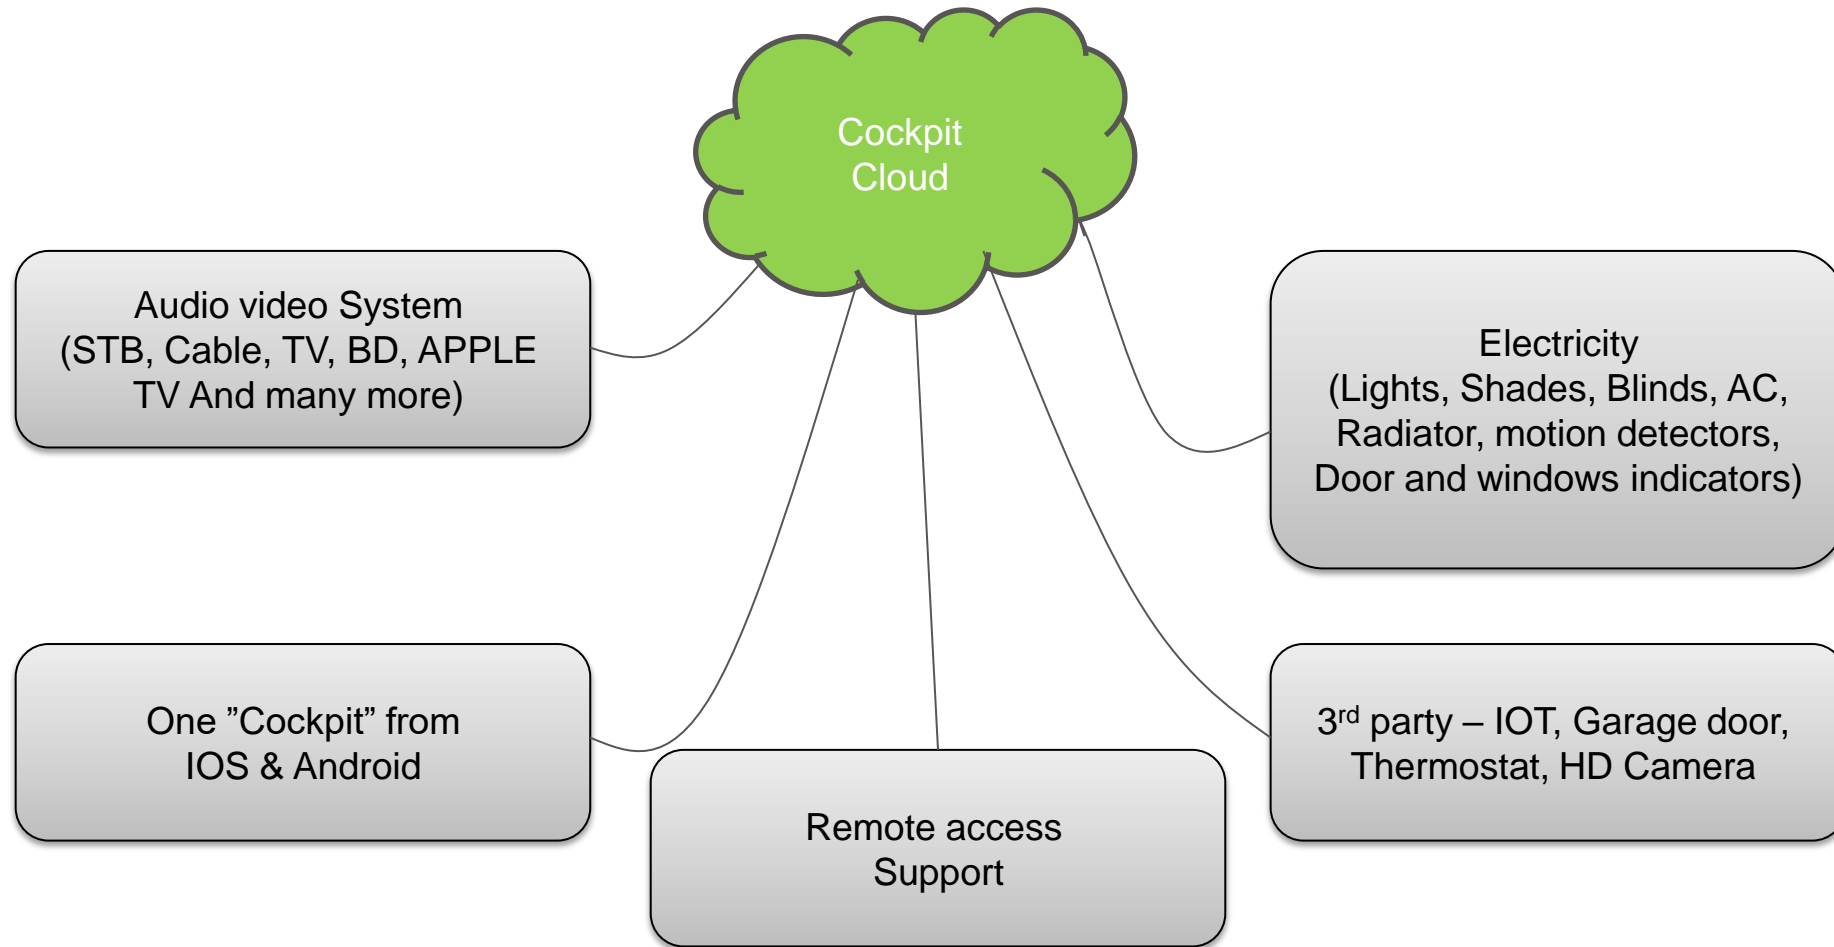 Cockpit
Cloud
Audio video System
(STB, Cable, TV, BD, APPLE
TV And many more)
Electricity
(Lights, Shades, Blinds, AC,
Radiator, motion detectors,
Door and windows indicators)
One ”Cockpit” from
IOS & Android
3rd party – IOT, Garage door,
Thermostat, HD Camera
Remote access
Support